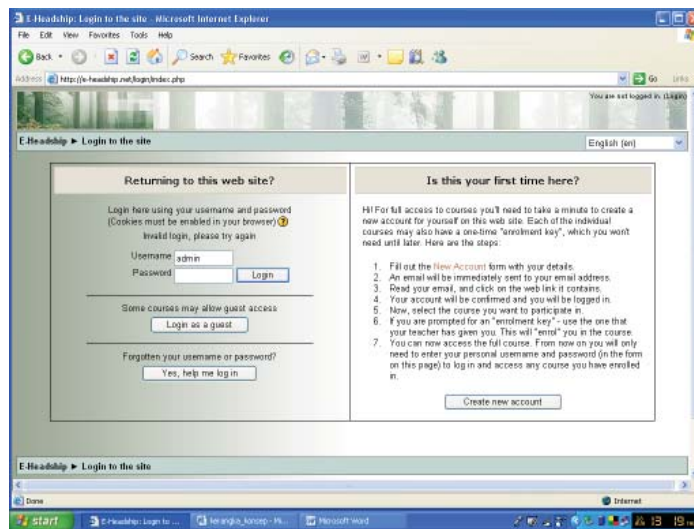 E-Headship: Login to the site - Microsoft Internet Explorer
File Edit View Favorites Tools Help
Back Search Favorites
Address http://e-headship.net/login/index.php Go Links
You are not logged in. (Login)
E-Headship ► Login to the site English (en)
Returning to this web site?
Login here using your username and password
(Cookies must be enabled in your browser)
Invalid login, please try again
Username admin
Password Login
Some courses may allow guest access
Login as a guest
Forgotten your username or password?
Yes, help me log in
Is this your first time here?
Hi! For full access to courses you'll need to take a minute to create a
new account for yourself on this web site. Each of the individual
courses may also have a one-time "enrolment key", which you won't
need until later. Here are the steps:
1. Fill out the New Account form with your details.
2. An email will be immediately sent to your email address.
3. Read your email, and click on the web link it contains.
4. Your account will be confirmed and you will be logged in.
5. Now, select the course you want to participate in.
6. If you are prompted for an "enrolment key" - use the one that
your teacher has given you. This will "enrol" you in the course.
7. You can now access the full course. From now on you will only
need to enter your personal username and password (in the form
on this page) to log in and access any course you have enrolled
in.
Create new account
E-Headship ► Login to the site
Done Internet
start E-Headship: Login to ... kerangka_koncep - Mi... Microsoft Word